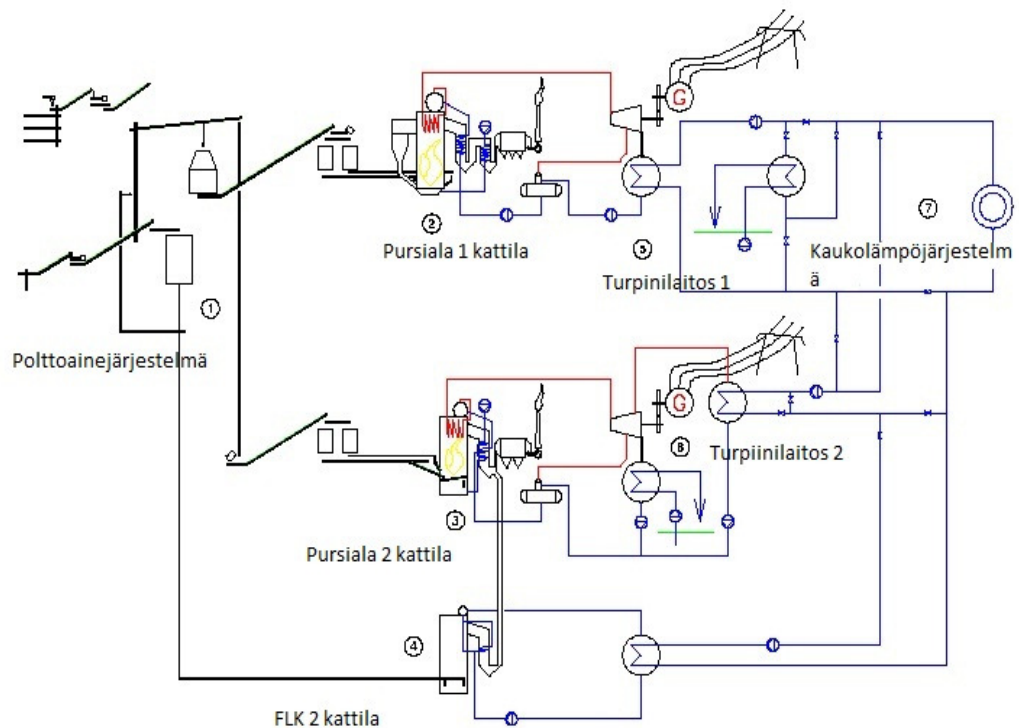 G
2
Pursiala 1 kattila
5
Turpinilaitos 1
7
Kaukolämpöjärjestelm
ä
1
Polttoainejärjestelmä
G
3
Pursiala 2 kattila
Turpiinilaitos 2
4
FLK 2 kattila